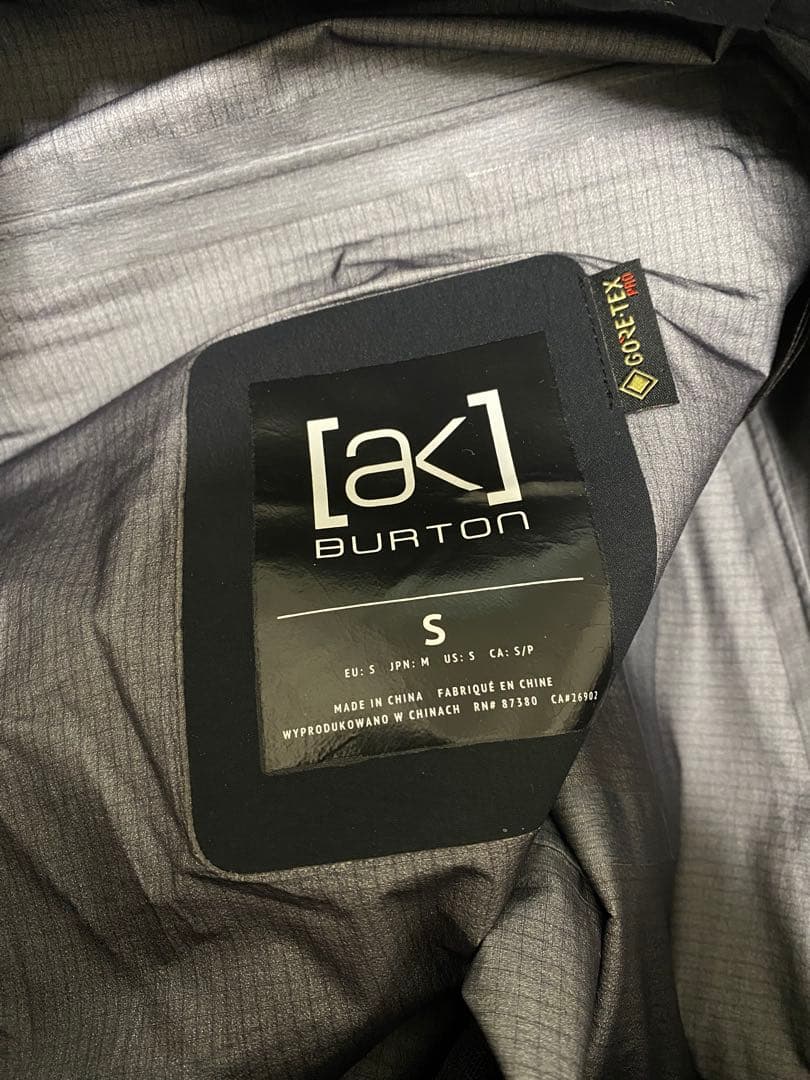 [ak]
BURTON
GORE-TEX
PRO
S
EU: S JPN: M US: S CA: S/P
MADE IN CHINA FABRIQUÉ EN CHINE
WYPRODUKOWANO W CHINACH RN# 87380 CA#26902